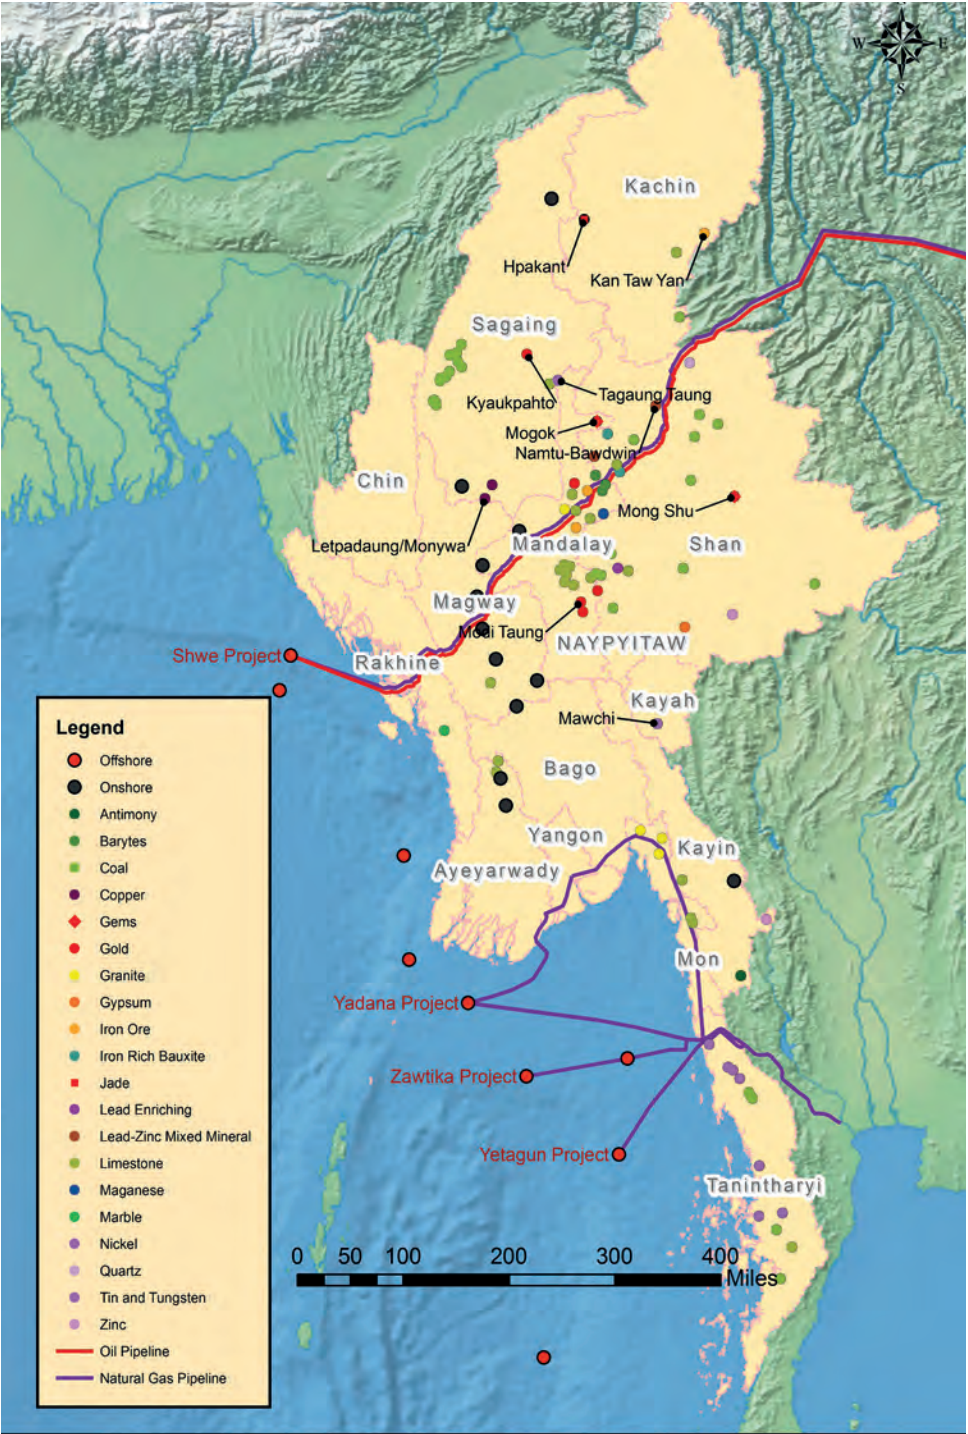 W E
S
Kachin
Hpakant
Kan Taw Yan
Sagaing
Tagaung Taung
Kyaukpahto
Mogok
Namtu-Bawdwin
Chin
Mong Shu
Letpadaung/Monywa
Mandalay
Shan
Magway
Modi Taung
NAYPYITAW
Shwe Project
Rakhine
Kayah
Mawchi
Bago
Yangon
Kayin
Ayeyarwady
Mon
Yadana Project
Zawtika Project
Yetagun Project
Tanintharyi
0 50 100 200 300 400
Miles
Legend
Offshore
Onshore
Antimony
Barytes
Coal
Copper
Gems
Gold
Granite
Gypsum
Iron Ore
Iron Rich Bauxite
Jade
Lead Enriching
Lead-Zinc Mixed Mineral
Limestone
Maganese
Marble
Nickel
Quartz
Tin and Tungsten
Zinc
Oil Pipeline
Natural Gas Pipeline